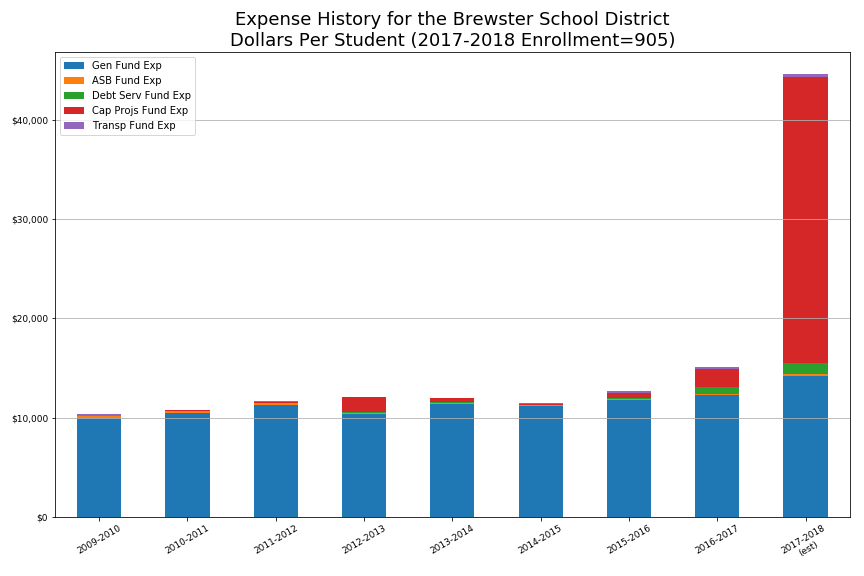 Expense History for the Brewster School District
Dollars Per Student (2017-2018 Enrollment=905)
Gen Fund Exp
ASB Fund Exp
Debt Serv Fund Exp
Cap Projs Fund Exp
Transp Fund Exp
$40,000
$30,000
$20,000
$10,000
$0
2009-2010
2010-2011
2011-2012
2012-2013
2013-2014
2014-2015
2015-2016
2016-2017
2017-2018
(est)